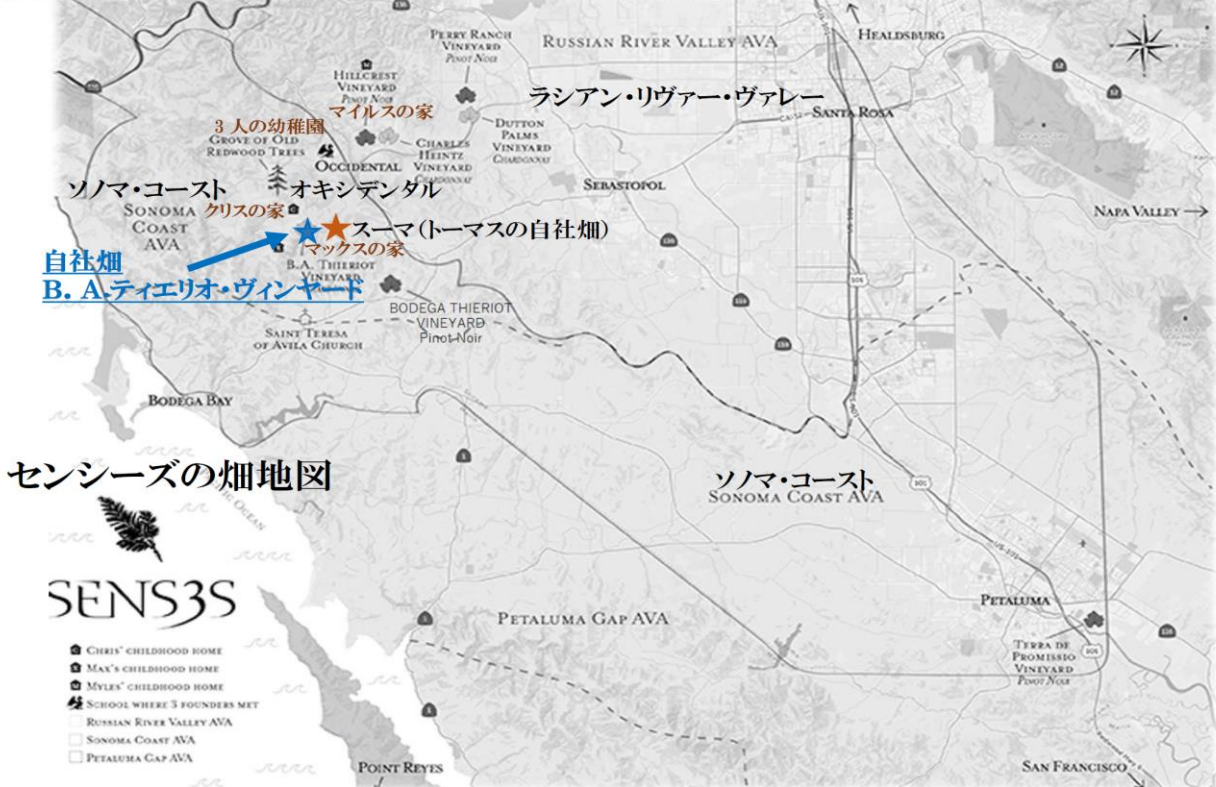 PERRY RANCH
VINEYARD
PINOT NOIR
RUSSIAN RIVER VALLEY AVA
HEALDSBURG
HILLCREST
VINEYARD
PINOT NOIR
マイルスの家
ラシアン・リヴァー・ヴァレー
SANTA ROSA
3 人の幼稚園
GROVE OF OLD
REDWOOD TREES
DUTTON
PALMS
VINEYARD
CHARDONNAY
CHARLES
HEINTZ
VINEYARD
CHARDONNAY
OCCIDENTAL
SEBASTOPOL
ソノマ・コースト
オキシデンタル
SONOMA
COAST
AVA
クリスの家
NAPA VALLEY
スーマ(トーマスの自社畑)
マックスの家
自社畑
B. A.ティエリオ・ヴィンヤード
B.A. THIERIOT
VINEYARD
BODEGA THIERIOT
VINEYARD
Pinot Noir
SAINT TERESA
OF AVILA CHURCH
BODEGA BAY
センシーズの畑地図
OCEAN
ソノマ・コースト
SONOMA COAST AVA
SENS3S
PETALUMA GAP AVA
PETALUMA
TERRA DE
PROMISSIO
VINEYARD
PINOT NOIR
CHRIS' CHILDHOOD HOME
MAX'S CHILDHOOD HOME
MYLES' CHILDHOOD HOME
SCHOOL WHERE 3 FOUNDERS MET
RUSSIAN RIVER VALLEY AVA
SONOMA COAST AVA
PETALUMA GAP AVA
POINT REYES
SAN FRANCISCO